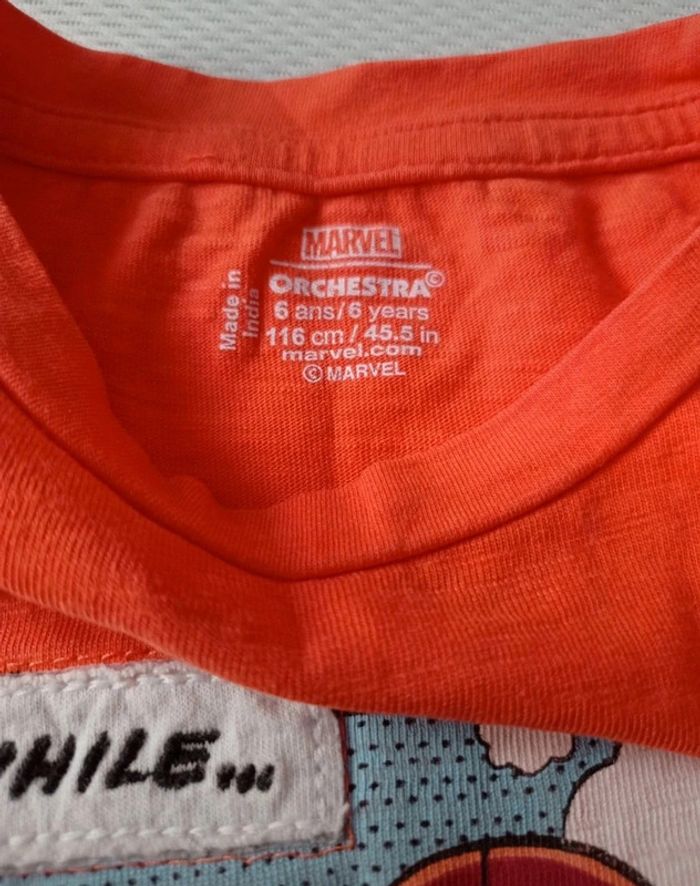 MARVEL
ORCHESTRA©
6 ans/6 years
116 cm / 45.5 in
marvel.com
© MARVEL
Made in
India
HILE...